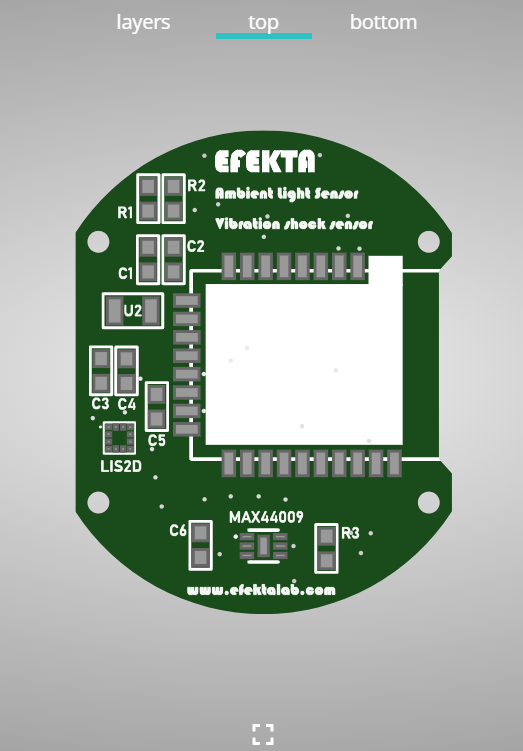 layers top bottom
EFEKTA
R2
Ambient Light Sensor
R1
Vibration shock sensor
C2
C1
U2
C3 C4
C5
LIS2D
MAX44009
C6
R3
www.efektalab.com